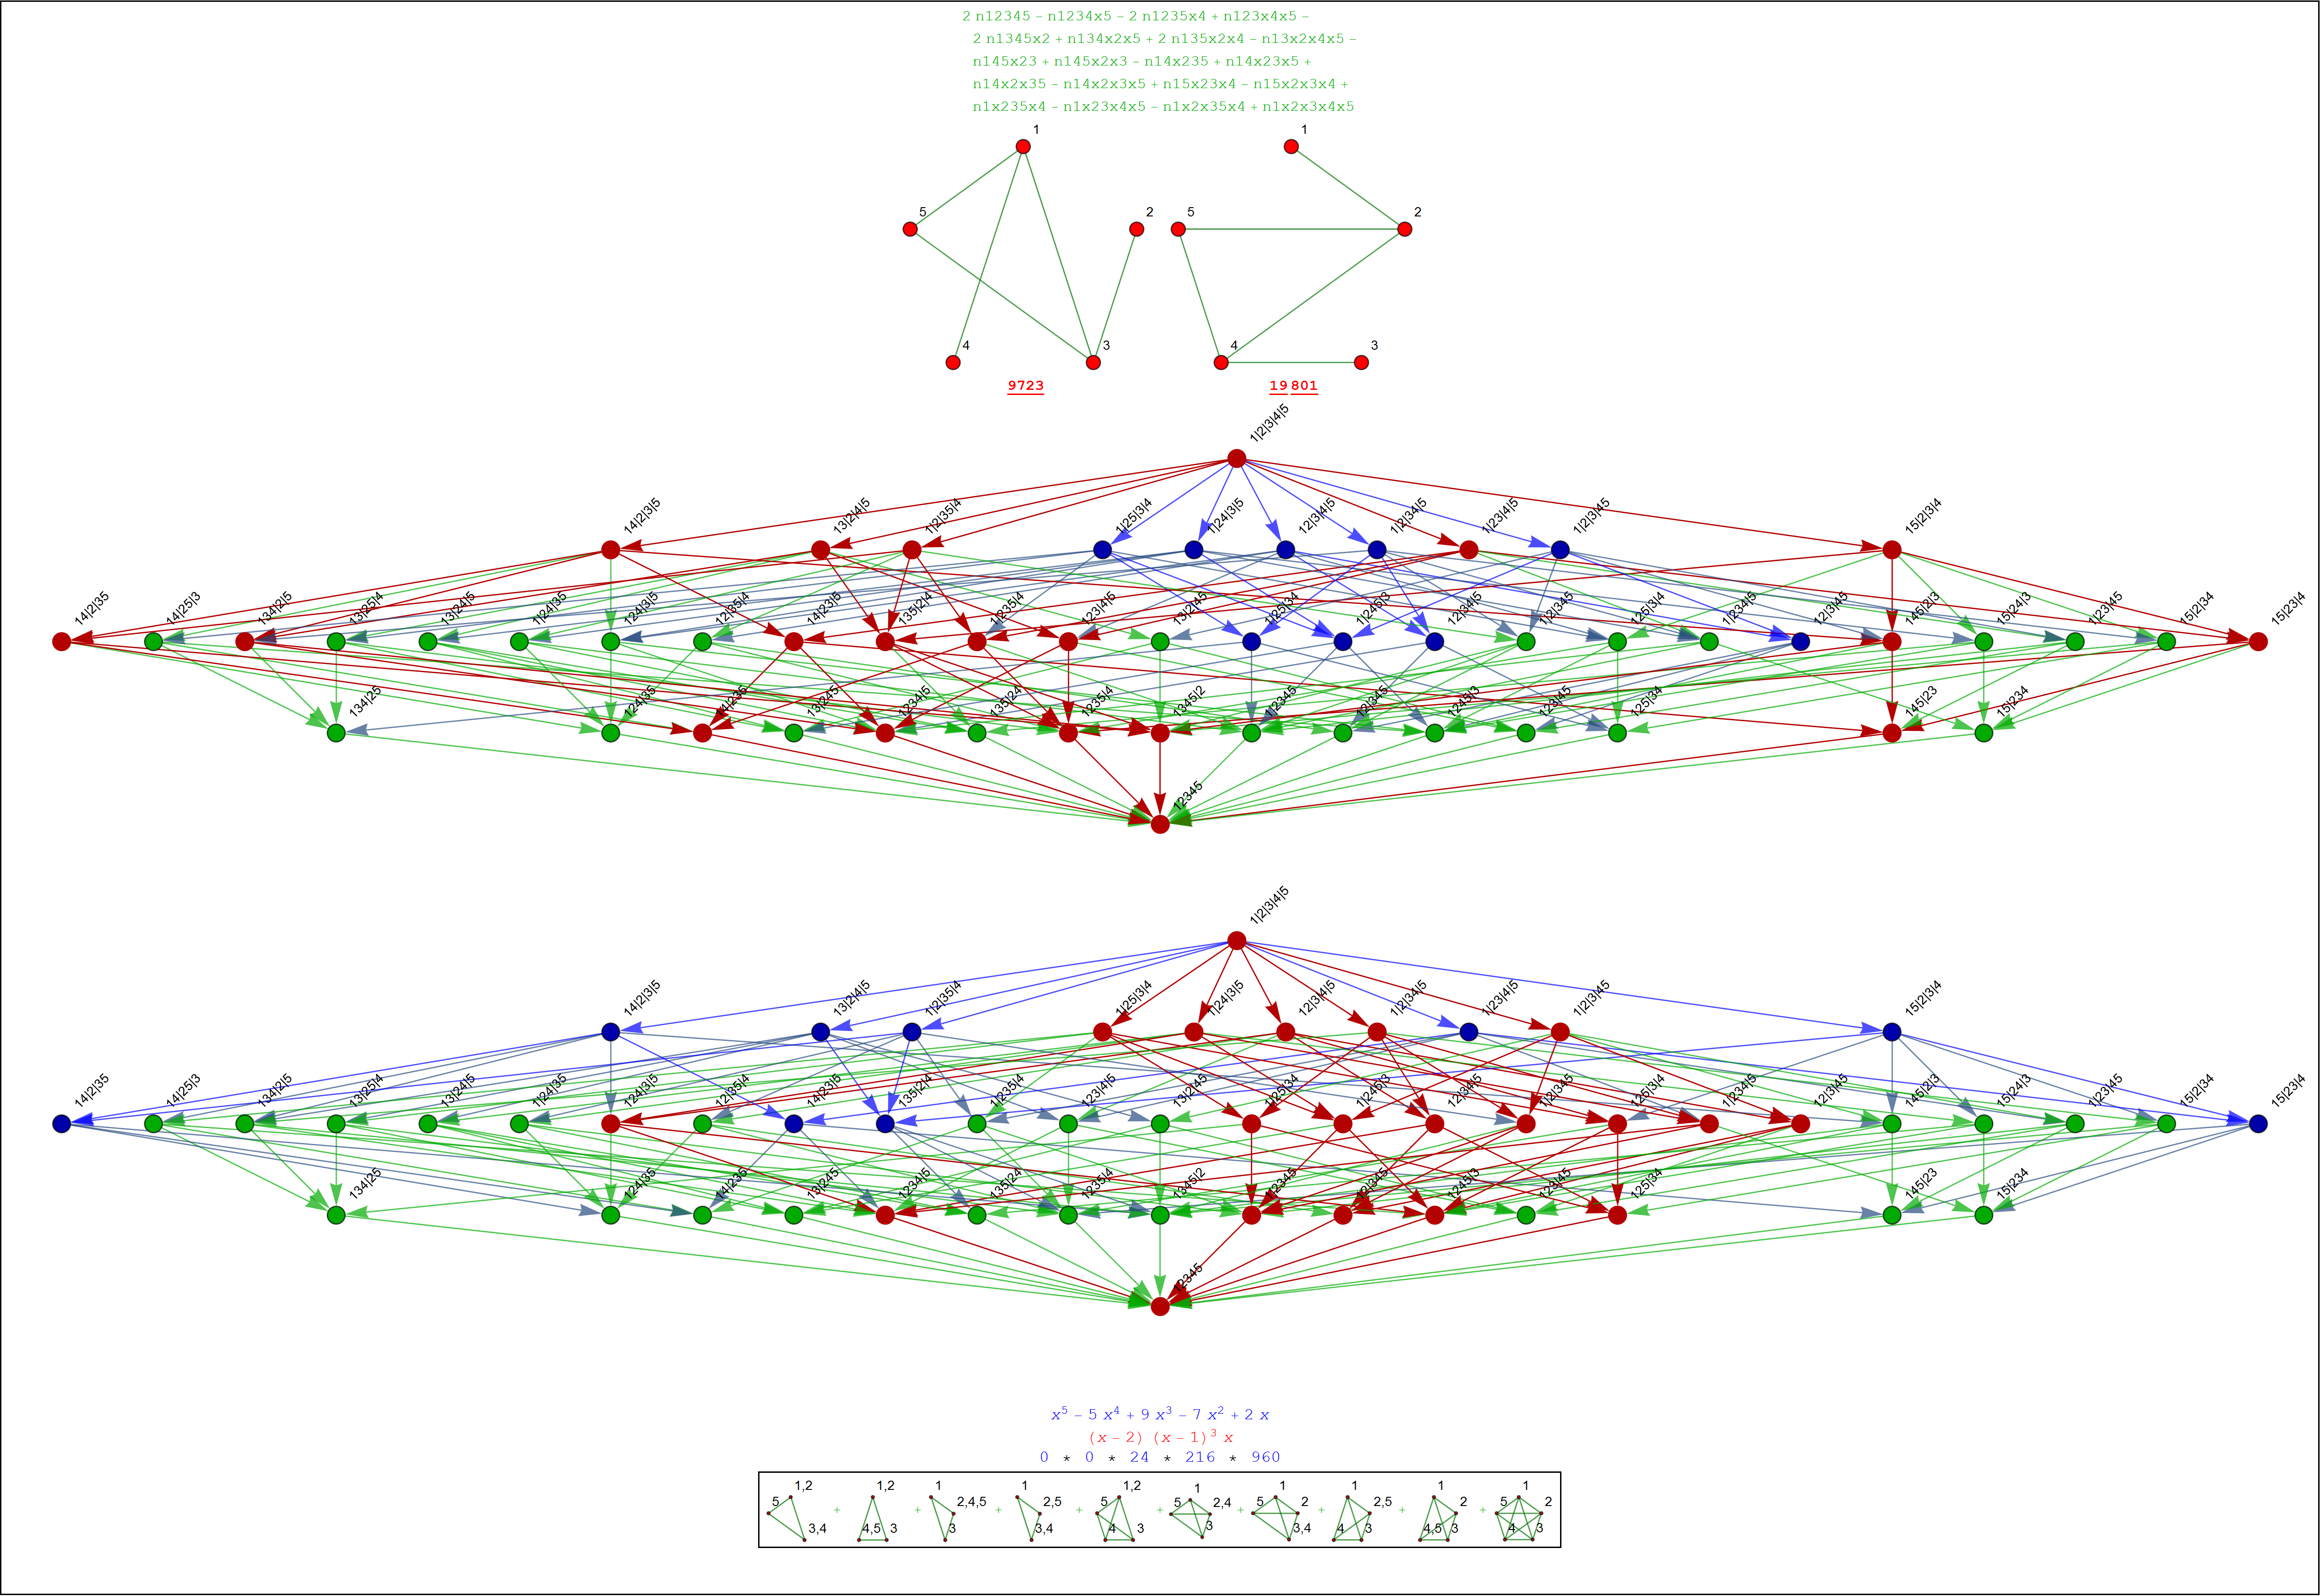 2 n12345 − n1234x5 − 2 n1235x4 + n123x4x5 −
2 n1345x2 + n134x2x5 + 2 n135x2x4 − n13x2x4x5 −
n145x23 + n145x2x3 − n14x235 + n14x23x5 +
n14x2x35 − n14x2x3x5 + n15x23x4 − n15x2x3x4 +
n1x235x4 − n1x23x4x5 − n1x2x35x4 + n1x2x3x4x5
1 1
5 2 5 2
4 3 4 3
9723 19 801
1|2|3|4|5
14|2|3|5 13|2|4|5 1|2|35|4 1|25|3|4 1|24|3|5 12|3|4|5 1|2|34|5 1|23|4|5 1|2|3|45 15|2|3|4
14|2|35 14|25|3 134|2|5 13|25|4 13|24|5 1|24|35 124|3|5 12|35|4 14|23|5 135|2|4 1|235|4 123|4|5 13|2|45 1|25|34 1|245|3 12|34|5 1|2|345 125|3|4 1|234|5 12|3|45 145|2|3 15|24|3 1|23|45 15|2|34 15|23|4
134|25 124|35 14|235 13|245 1234|5 135|24 1235|4 1345|2 1|2345 12|345 1245|3 123|45 125|34 145|23 15|234
12345
1|2|3|4|5
14|2|3|5 13|2|4|5 1|2|35|4 1|25|3|4 1|24|3|5 12|3|4|5 1|2|34|5 1|23|4|5 1|2|3|45 15|2|3|4
14|2|35 14|25|3 134|2|5 13|25|4 13|24|5 1|24|35 124|3|5 12|35|4 14|23|5 135|2|4 1|235|4 123|4|5 13|2|45 1|25|34 1|245|3 12|34|5 1|2|345 125|3|4 1|234|5 12|3|45 145|2|3 15|24|3 1|23|45 15|2|34 15|23|4
134|25 124|35 14|235 13|245 1234|5 135|24 1235|4 1345|2 1|2345 12|345 1245|3 123|45 125|34 145|23 15|234
12345
x⁵ − 5 x⁴ + 9 x³ − 7 x² + 2 x
(x − 2) (x − 1)³ x
0 * 0 * 24 * 216 * 960
1,2 1,2 1 1 1,2 1 1 1 1 1
5 2,4,5 2,5 5 5 2,4 5 2 2,5 2 5 2
+ + + + + + + + +
3,4 4,5 3 3 3,4 4 3 3 3,4 4 3 4,5 3 4 3